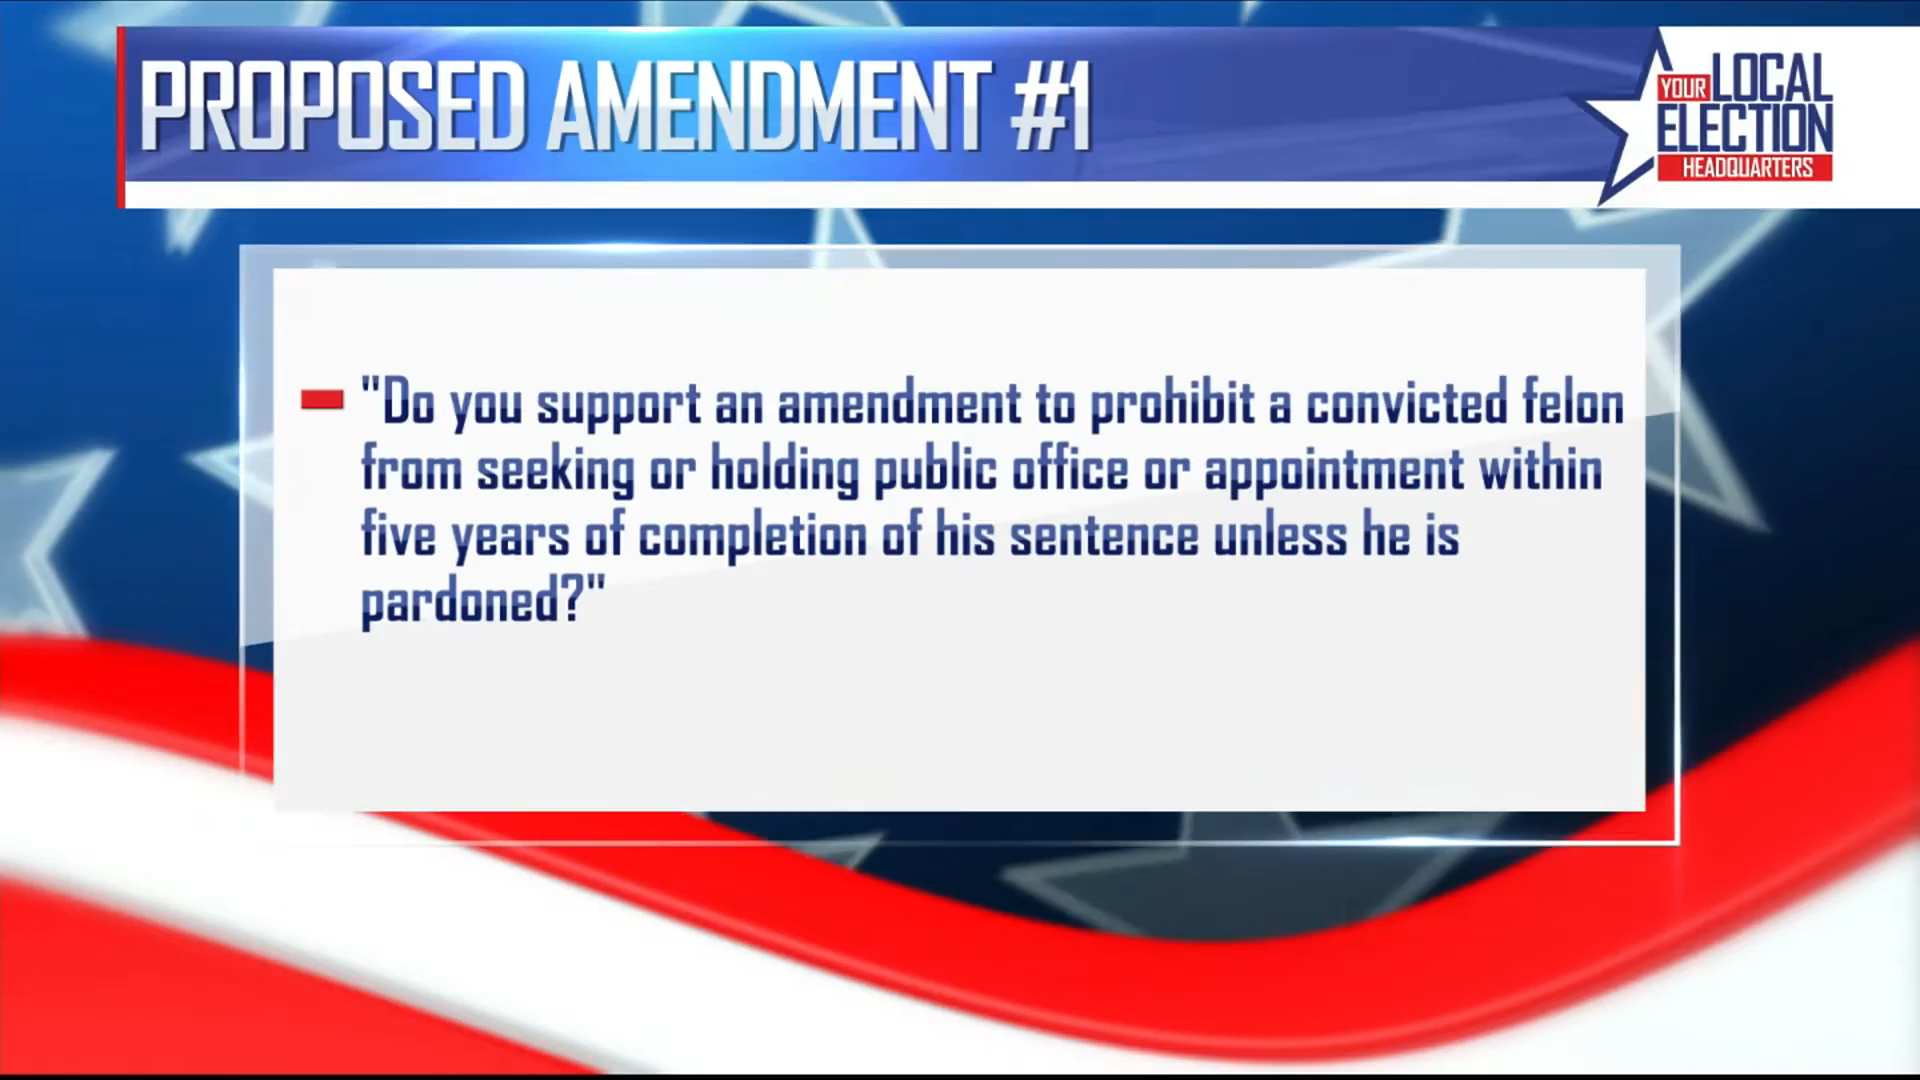 PROPOSED AMENDMENT #1
YOUR LOCAL
ELECTION
HEADQUARTERS
"Do you support an amendment to prohibit a convicted felon
from seeking or holding public office or appointment within
five years of completion of his sentence unless he is
pardoned?"